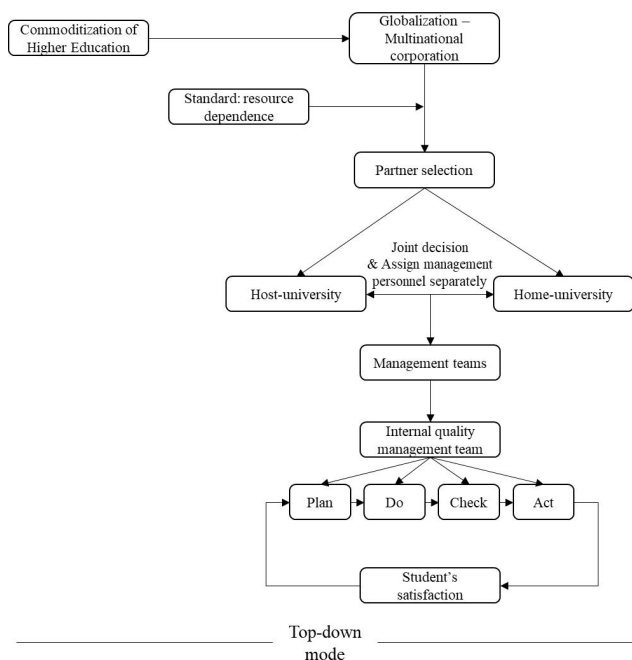 Commoditization of
Higher Education
Globalization –
Multinational
corporation
Standard: resource
dependence
Partner selection
Joint decision
& Assign management
personnel separately
Host-university
Home-university
Management teams
Internal quality
management team
Plan
Do
Check
Act
Student’s
satisfaction
Top-down
mode